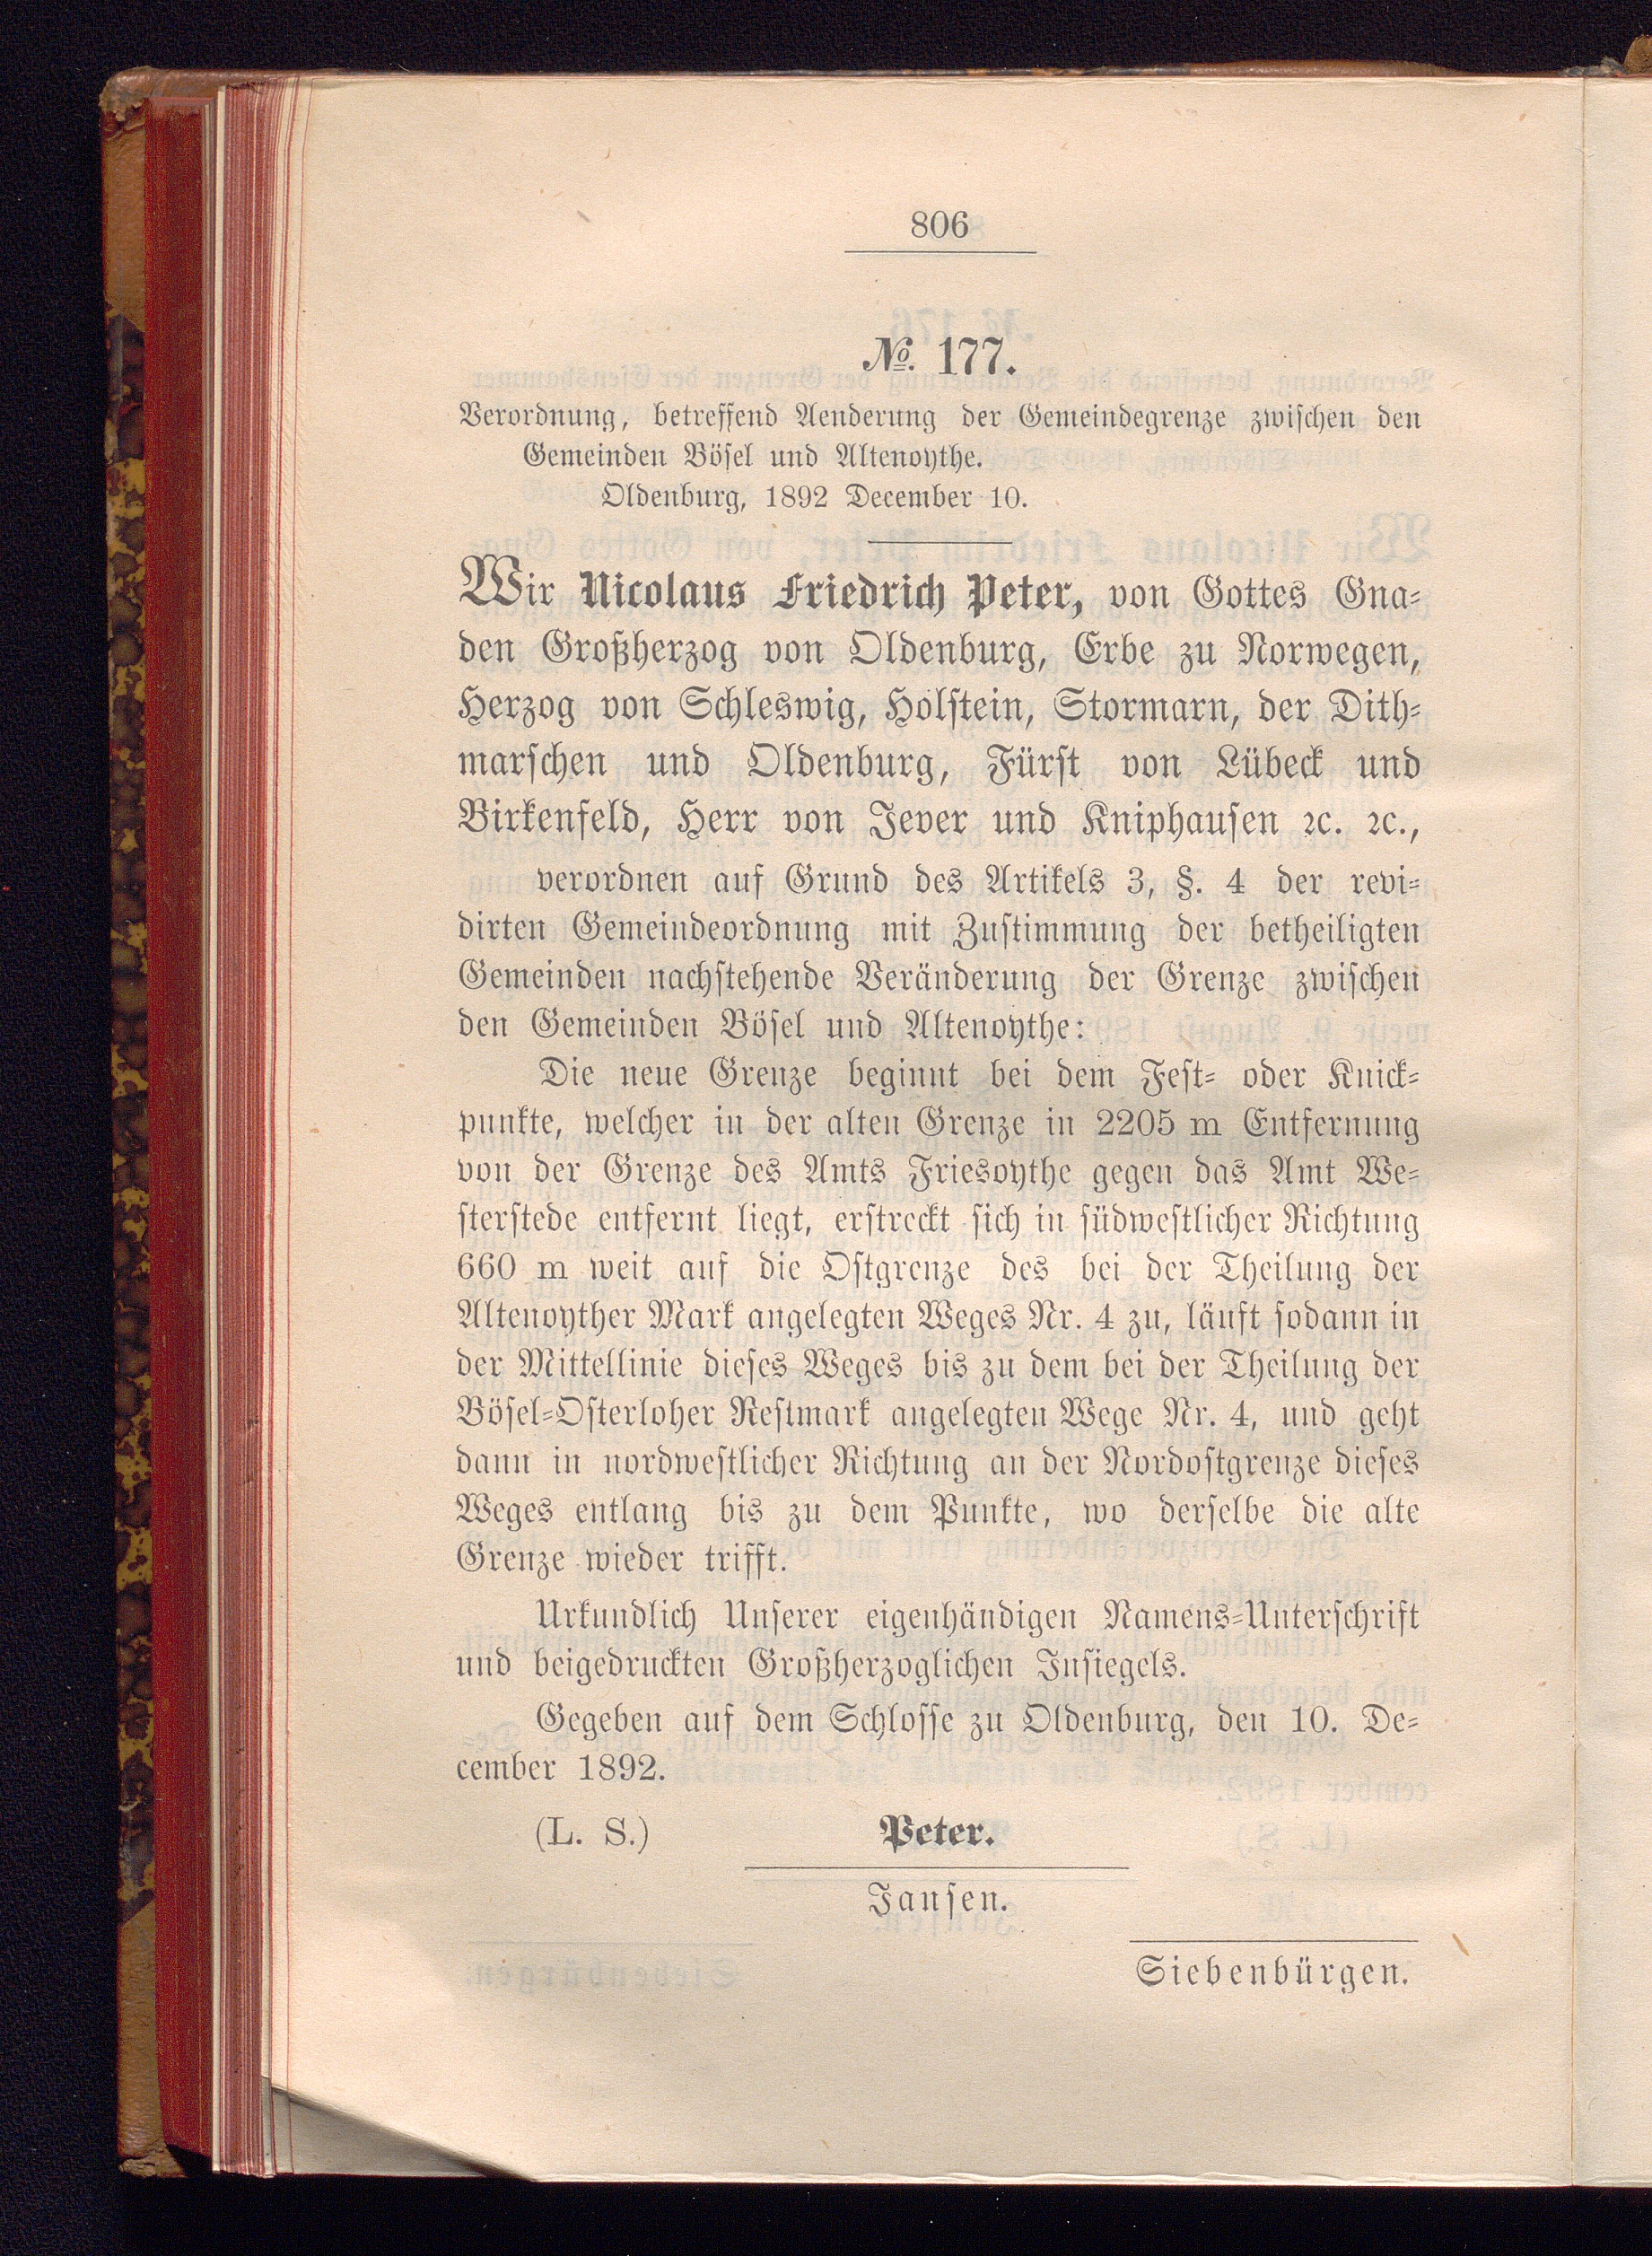 806
№. 177.
Verordnung, betreffend Aenderung der Gemeindegrenze zwischen den
Gemeinden Bösel und Altenoythe.
Oldenburg, 1892 December 10.
Wir Nicolaus Friedrich Peter, von Gottes Gna-
den Großherzog von Oldenburg, Erbe zu Norwegen,
Herzog von Schleswig, Holstein, Stormarn, der Dith-
marschen und Oldenburg, Fürst von Lübeck und
Birkenfeld, Herr von Jever und Kniphausen ꝛc. ꝛc.,
verordnen auf Grund des Artikels 3, §. 4 der revi-
dirten Gemeindeordnung mit Zustimmung der betheiligten
Gemeinden nachstehende Veränderung der Grenze zwischen
den Gemeinden Bösel und Altenoythe:
Die neue Grenze beginnt bei dem Fest- oder Knick-
punkte, welcher in der alten Grenze in 2205 m Entfernung
von der Grenze des Amts Friesoythe gegen das Amt We-
sterstede entfernt liegt, erstreckt sich in südwestlicher Richtung
660 m weit auf die Ostgrenze des bei der Theilung der
Altenoyther Mark angelegten Weges Nr. 4 zu, läuft sodann in
der Mittellinie dieses Weges bis zu dem bei der Theilung der
Bösel-Osterloher Restmark angelegten Wege Nr. 4, und geht
dann in nordwestlicher Richtung an der Nordostgrenze dieses
Weges entlang bis zu dem Punkte, wo derselbe die alte
Grenze wieder trifft.
Urkundlich Unserer eigenhändigen Namens-Unterschrift
und beigedruckten Großherzoglichen Insiegels.
Gegeben auf dem Schlosse zu Oldenburg, den 10. De-
cember 1892.
(L. S.) Peter.
Jansen.
Siebenbürgen.